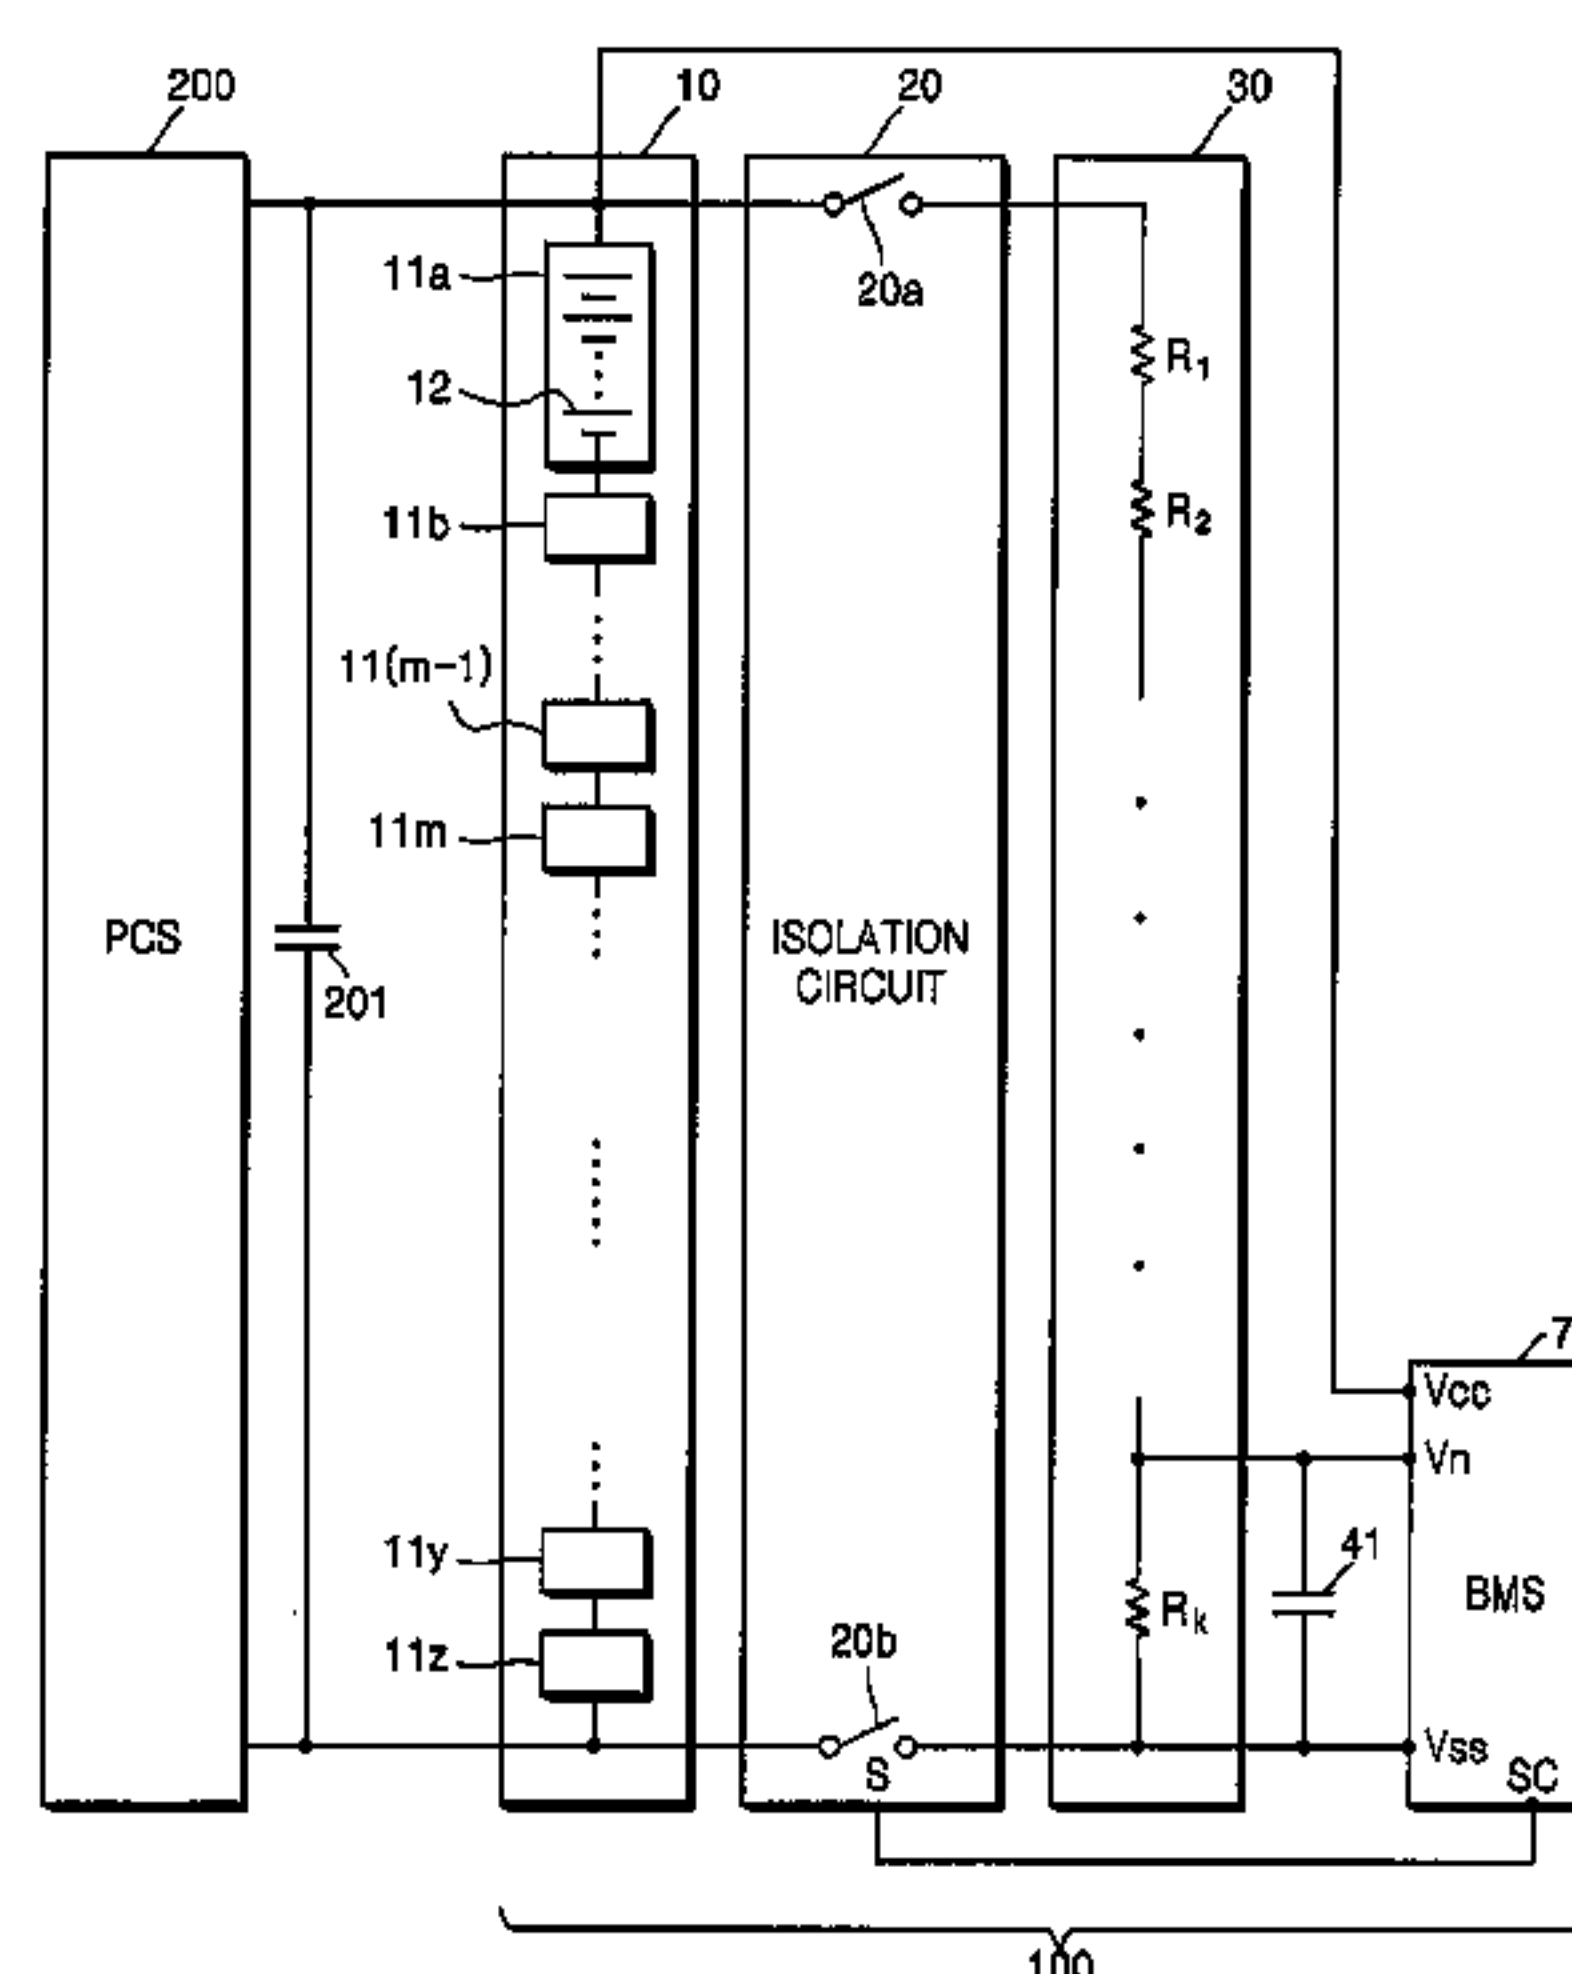 200
10
20
30
11a
20a
R1
12
R2
11b
11(m-1)
11m
PCS
ISOLATION
CIRCUIT
201
7
Vcc
Vn
11y
41
Rk
BMS
11z
20b
Vss
S
SC
100